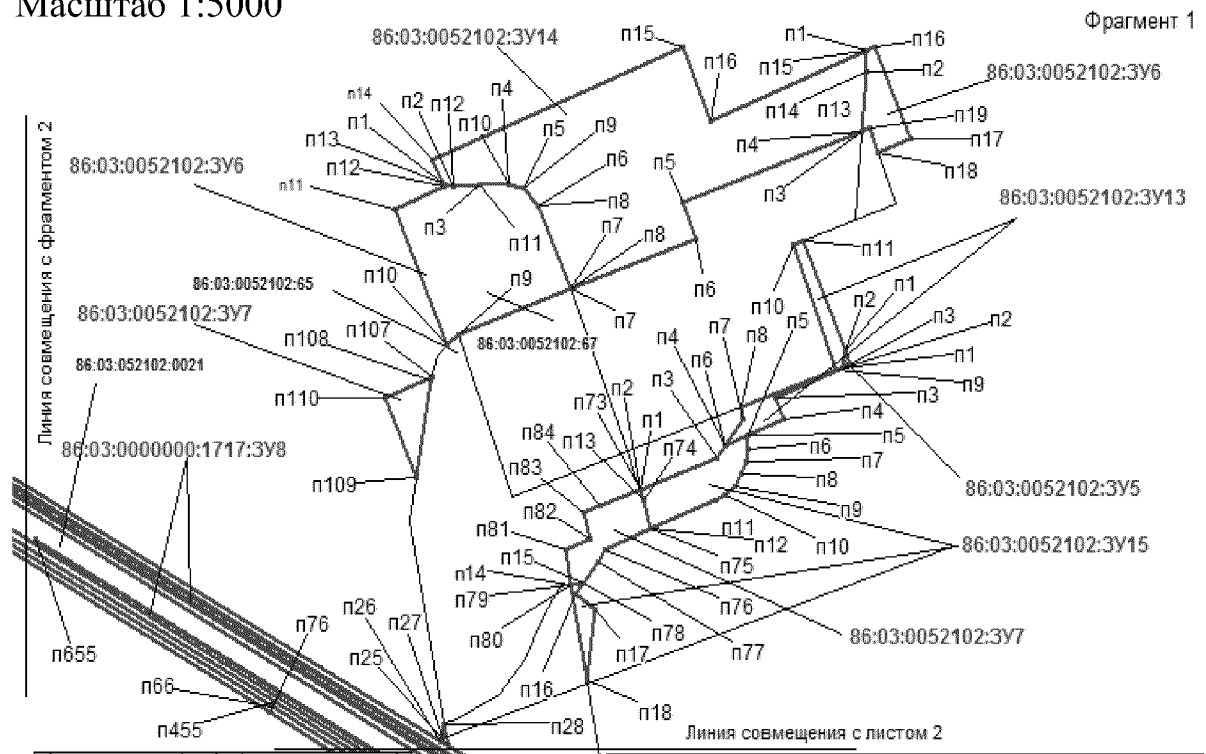 Масштаб 1:5000
Фрагмент 1
86:03:0052102:ЗУ14
п15
п1
п16
п15
п16
п2
86:03:0052102:ЗУ6
п14
п13
п19
п4
п17
п18
п3
п14
п2
п12
п4
п1
п10
п5
п9
п13
п6
п12
п5
86:03:0052102:ЗУ6
п11
п8
п3
п7
п11
п8
86:03:0052102:ЗУ13
п9
п10
п6
п11
86:03:0052102:65
п7
п10
п1
п2
86:03:0052102:ЗУ7
п107
п5
п3
п108
86:03:0052102:67
п7
п8
п2
п4
п6
п1
86:03:052102:0021
п3
п9
п2
п3
п110
п73
п4
п1
п84
п13
п74
п5
86:03:0000000:1717:ЗУ8
п83
п6
п7
п109
п82
п8
86:03:0052102:ЗУ5
п9
п81
п11
п12
п10
86:03:0052102:ЗУ15
п15
п75
п14
п79
п76
п26
п27
п78
п80
п76
п17
п77
86:03:0052102:ЗУ7
п655
п25
п16
п66
п18
п455
п28
Линия совмещения с фрагментом 2
Линия совмещения с листом 2